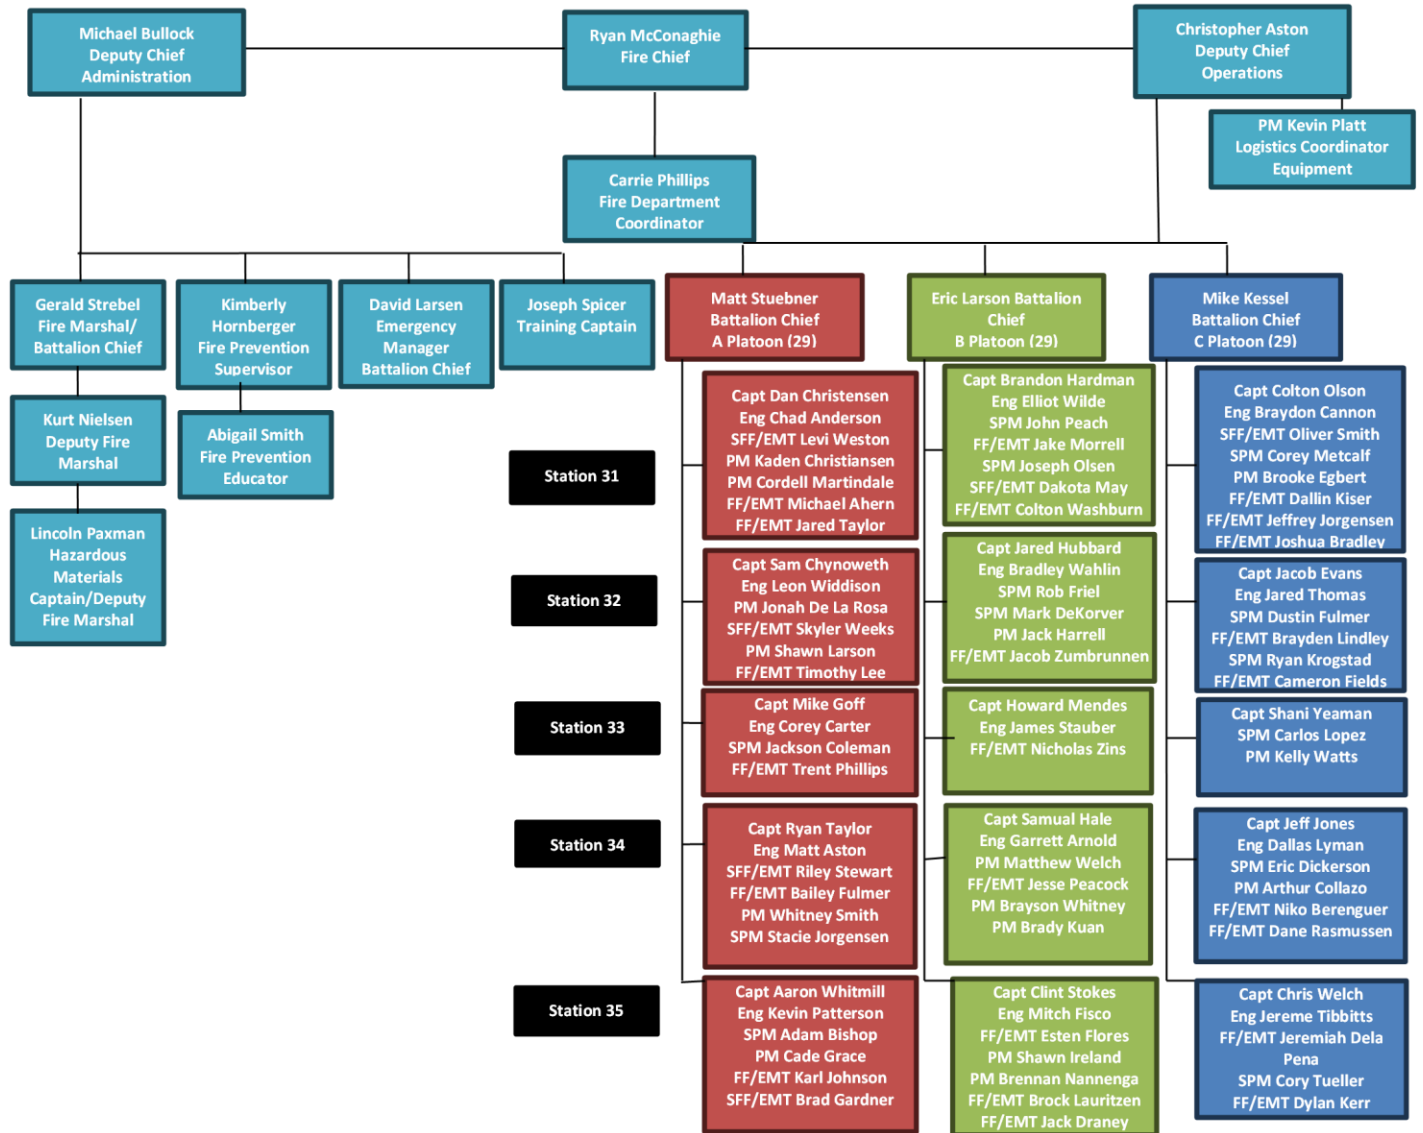 Michael Bullock
Deputy Chief
Administration
Ryan McConaghie
Fire Chief
Christopher Aston
Deputy Chief
Operations
PM Kevin Platt
Logistics Coordinator
Equipment
Carrie Phillips
Fire Department
Coordinator
Gerald Strebel
Fire Marshal/
Battalion Chief
Kimberly
Hornberger
Fire Prevention
Supervisor
David Larsen
Emergency
Manager
Battalion Chief
Joseph Spicer
Training Captain
Matt Stuebner
Battalion Chief
A Platoon (29)
Eric Larson Battalion
Chief
B Platoon (29)
Mike Kessel
Battalion Chief
C Platoon (29)
Kurt Nielsen
Deputy Fire
Marshal
Abigail Smith
Fire Prevention
Educator
Lincoln Paxman
Hazardous
Materials
Captain/Deputy
Fire Marshal
Station 31
Capt Dan Christensen
Eng Chad Anderson
SFF/EMT Levi Weston
PM Kaden Christiansen
PM Cordell Martindale
FF/EMT Michael Ahern
FF/EMT Jared Taylor
Capt Brandon Hardman
Eng Elliot Wilde
SPM John Peach
FF/EMT Jake Morrell
SPM Joseph Olsen
SFF/EMT Dakota May
FF/EMT Colton Washburn
Capt Colton Olson
Eng Braydon Cannon
SFF/EMT Oliver Smith
SPM Corey Metcalf
PM Brooke Egbert
FF/EMT Dallin Kiser
FF/EMT Jeffrey Jorgensen
FF/EMT Joshua Bradley
Station 32
Capt Sam Chynoweth
Eng Leon Widdison
PM Jonah De La Rosa
SFF/EMT Skyler Weeks
PM Shawn Larson
FF/EMT Timothy Lee
Capt Jared Hubbard
Eng Bradley Wahlin
SPM Rob Friel
SPM Mark DeKorver
PM Jack Harrell
FF/EMT Jacob Zumbrunnen
Capt Jacob Evans
Eng Jared Thomas
SPM Dustin Fulmer
FF/EMT Brayden Lindley
SPM Ryan Krogstad
FF/EMT Cameron Fields
Station 33
Capt Mike Goff
Eng Corey Carter
SPM Jackson Coleman
FF/EMT Trent Phillips
Capt Howard Mendes
Eng James Stauber
FF/EMT Nicholas Zins
Capt Shani Yeaman
SPM Carlos Lopez
PM Kelly Watts
Station 34
Capt Ryan Taylor
Eng Matt Aston
SFF/EMT Riley Stewart
FF/EMT Bailey Fulmer
PM Whitney Smith
SPM Stacie Jorgensen
Capt Samual Hale
Eng Garrett Arnold
PM Matthew Welch
FF/EMT Jesse Peacock
PM Brayson Whitney
PM Brady Kuan
Capt Jeff Jones
Eng Dallas Lyman
SPM Eric Dickerson
PM Arthur Collazo
FF/EMT Niko Berenguer
FF/EMT Dane Rasmussen
Station 35
Capt Aaron Whitmill
Eng Kevin Patterson
SPM Adam Bishop
PM Cade Grace
FF/EMT Karl Johnson
SFF/EMT Brad Gardner
Capt Clint Stokes
Eng Mitch Fisco
FF/EMT Esten Flores
PM Shawn Ireland
PM Brennan Nannenga
FF/EMT Brock Lauritzen
FF/EMT Jack Draney
Capt Chris Welch
Eng Jereme Tibbitts
FF/EMT Jeremiah Dela
Pena
SPM Cory Tueller
FF/EMT Dylan Kerr